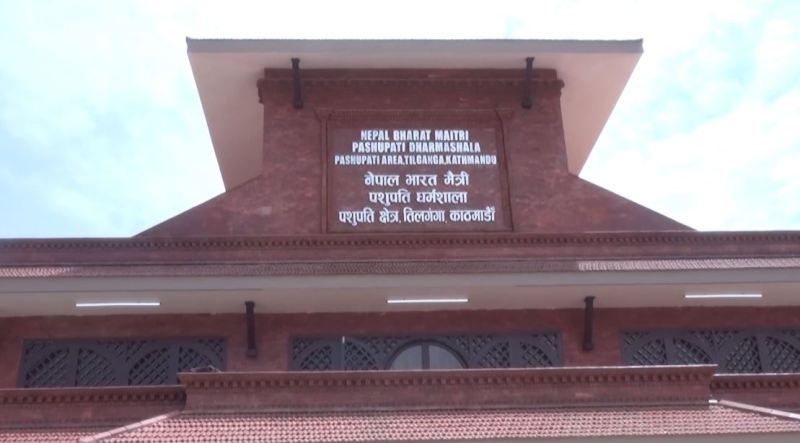 NEPAL BHARAT MAITRI
PASHUPATI DHARMASHALA
PASHUPATI AREA,TILGANGA,KATHMANDU
नेपाल भारत मैत्री
पशुपति धर्मशाला
पशुपति क्षेत्र, तिलगंगा, काठमाडौँ